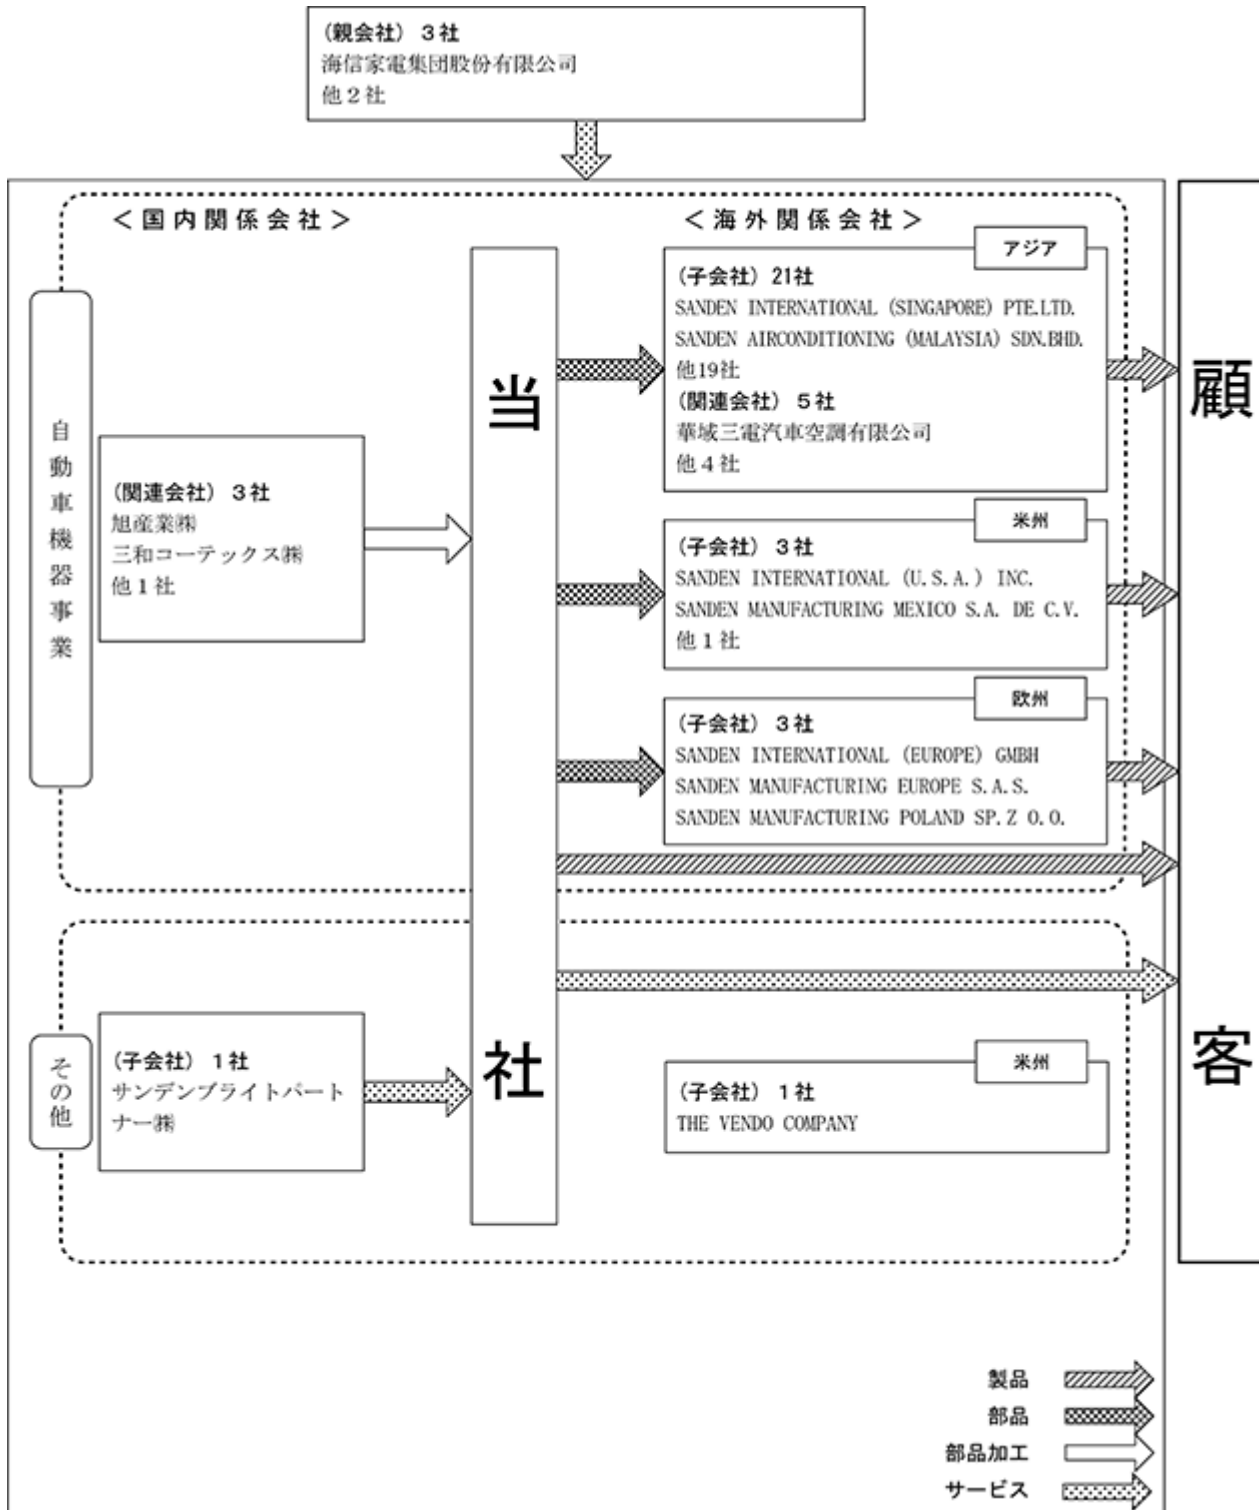 (親会社) 3社
海信家電集団股份有限公司
他2社
<国内関係会社>
<海外関係会社>
自動車機器事業
(関連会社) 3社
旭産業㈱
三和コーテックス㈱
他1社
当社
アジア
(子会社) 21社
SANDEN INTERNATIONAL (SINGAPORE) PTE.LTD.
SANDEN AIRCONDITIONING (MALAYSIA) SDN.BHD.
他19社
(関連会社) 5社
華域三電汽車空調有限公司
他4社
米州
(子会社) 3社
SANDEN INTERNATIONAL (U.S.A.) INC.
SANDEN MANUFACTURING MEXICO S.A. DE C.V.
他1社
欧州
(子会社) 3社
SANDEN INTERNATIONAL (EUROPE) GMBH
SANDEN MANUFACTURING EUROPE S.A.S.
SANDEN MANUFACTURING POLAND SP.Z O.O.
顧客
その他
(子会社) 1社
サンデンブライトパート
ナー㈱
米州
(子会社) 1社
THE VENDO COMPANY
製品
部品
部品加工
サービス